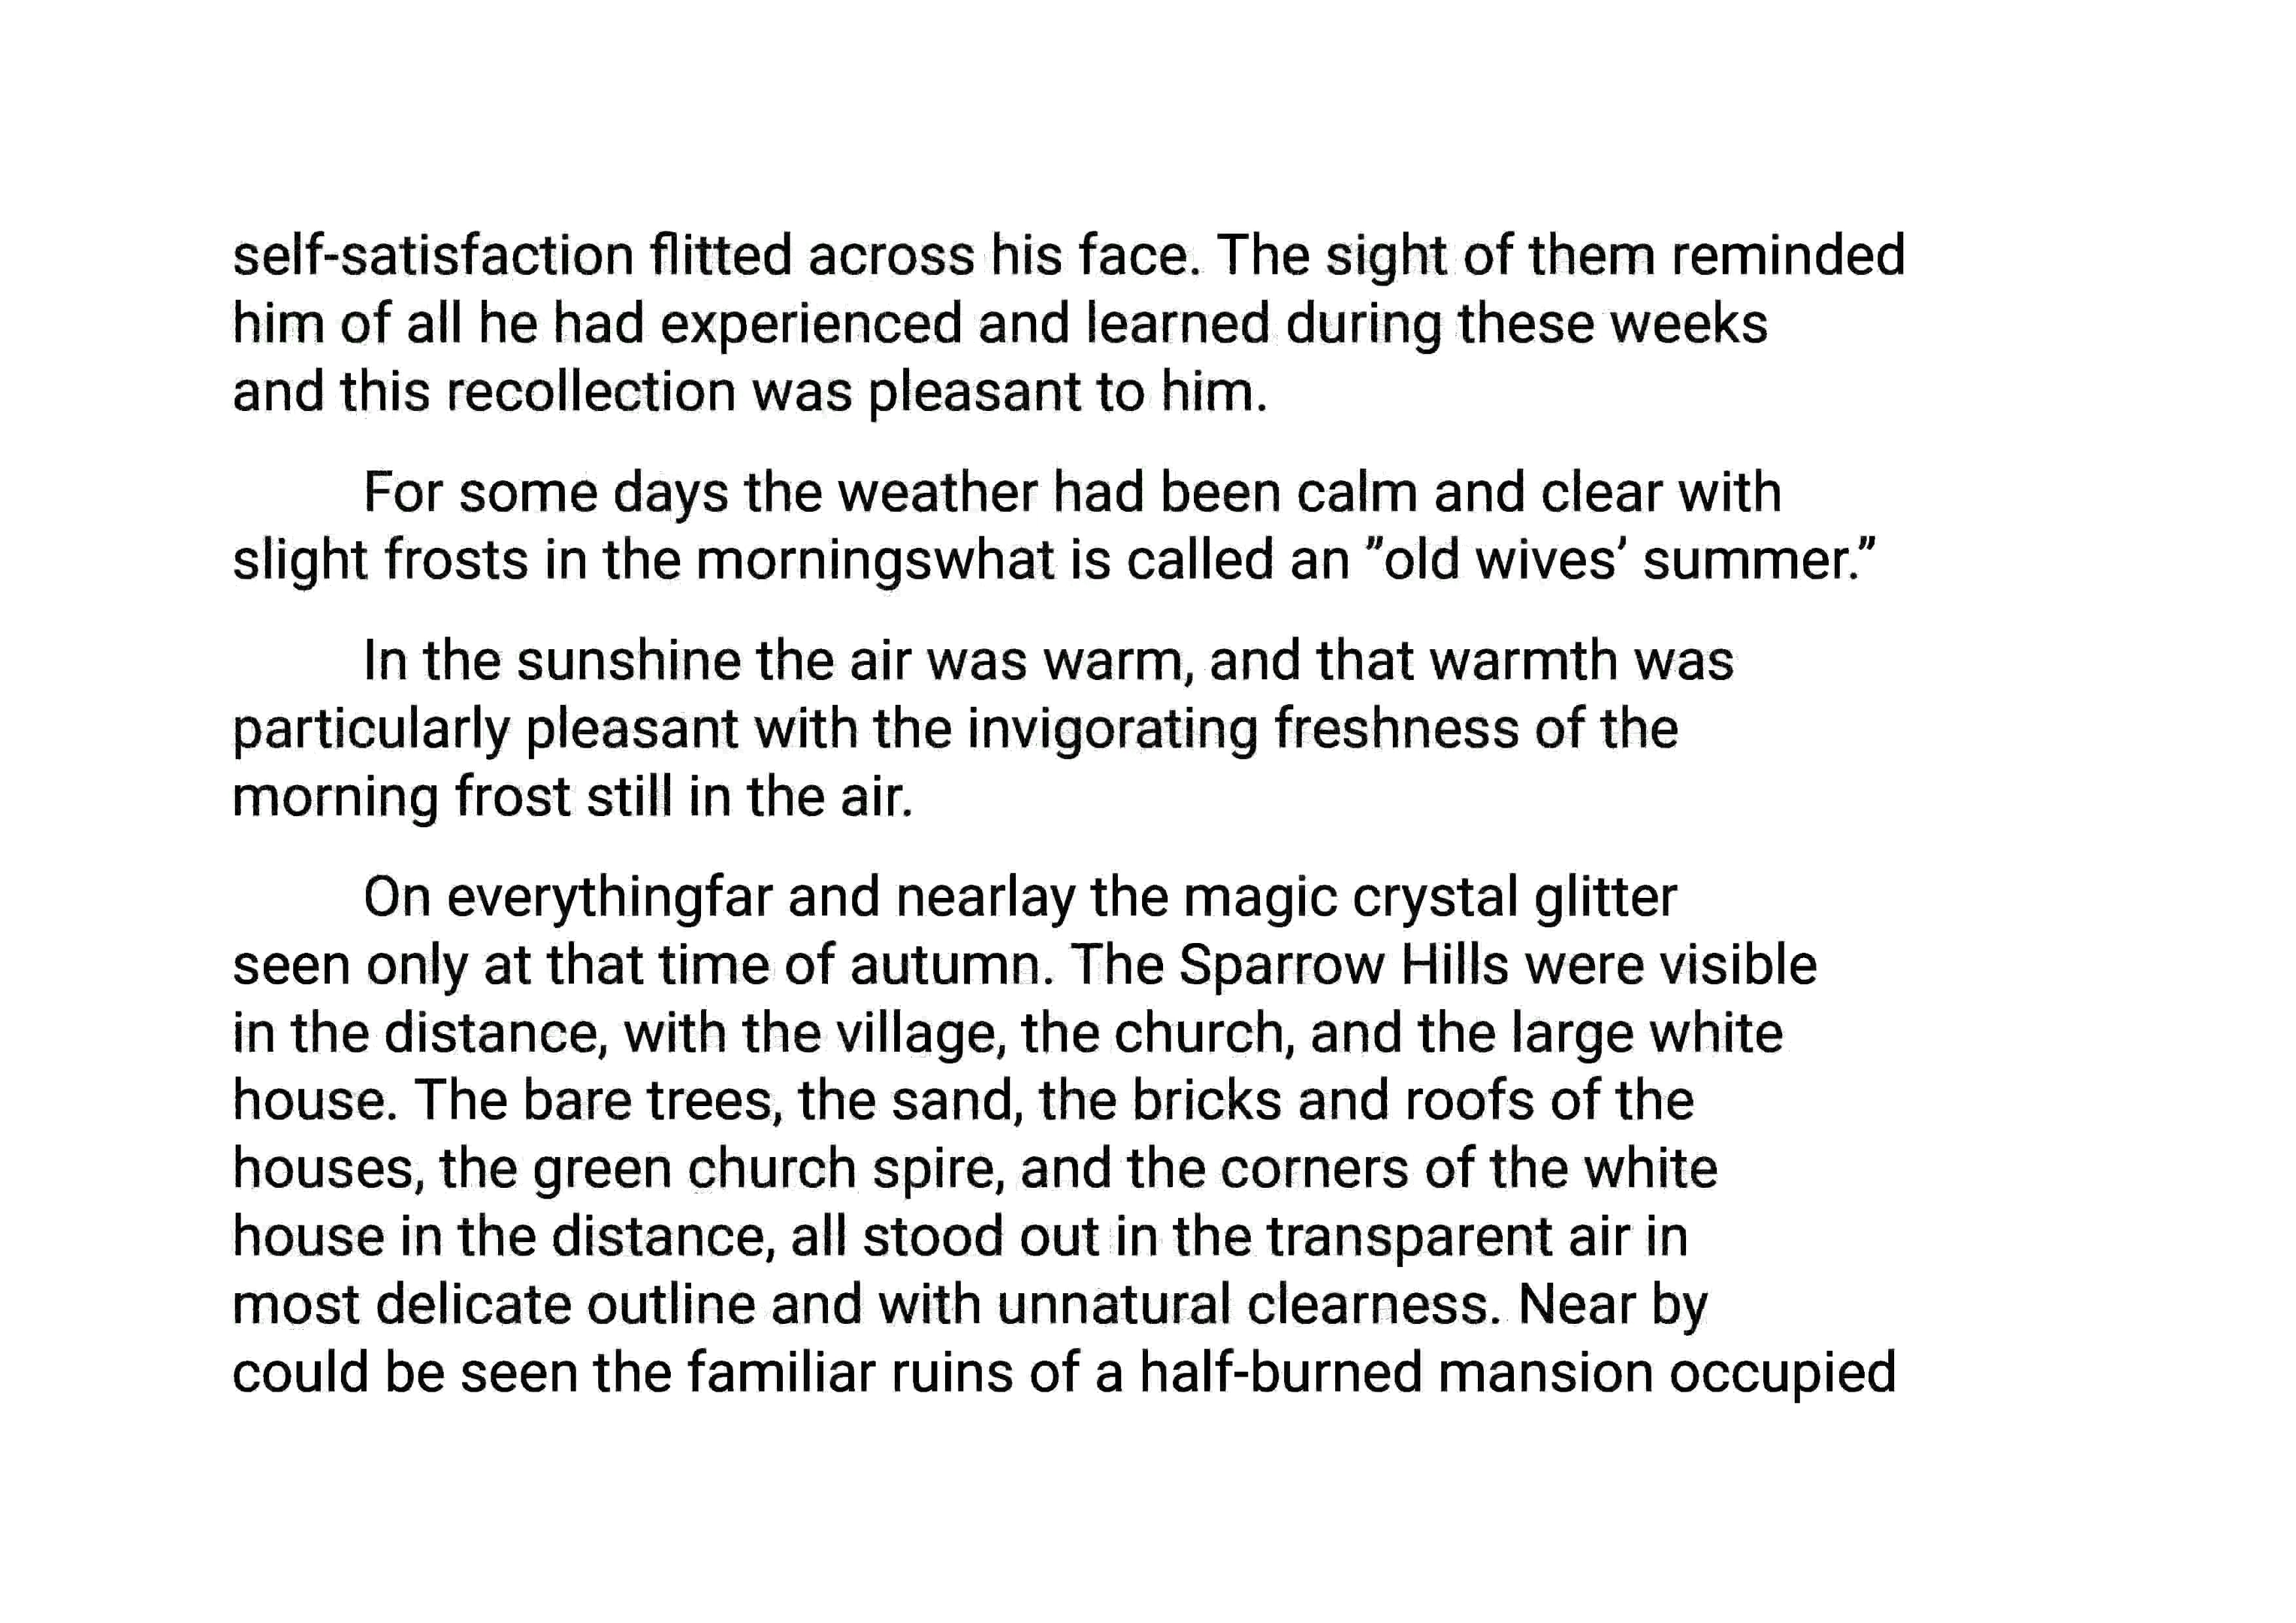 self-satisfaction flitted across his face. The sight of them reminded
him of all he had experienced and learned during these weeks
and this recollection was pleasant to him.
For some days the weather had been calm and clear with
slight frosts in the morningswhat is called an ”old wives’ summer.”
In the sunshine the air was warm, and that warmth was
particularly pleasant with the invigorating freshness of the
morning frost still in the air.
On everythingfar and nearlay the magic crystal glitter
seen only at that time of autumn. The Sparrow Hills were visible
in the distance, with the village, the church, and the large white
house. The bare trees, the sand, the bricks and roofs of the
houses, the green church spire, and the corners of the white
house in the distance, all stood out in the transparent air in
most delicate outline and with unnatural clearness. Near by
could be seen the familiar ruins of a half-burned mansion occupied